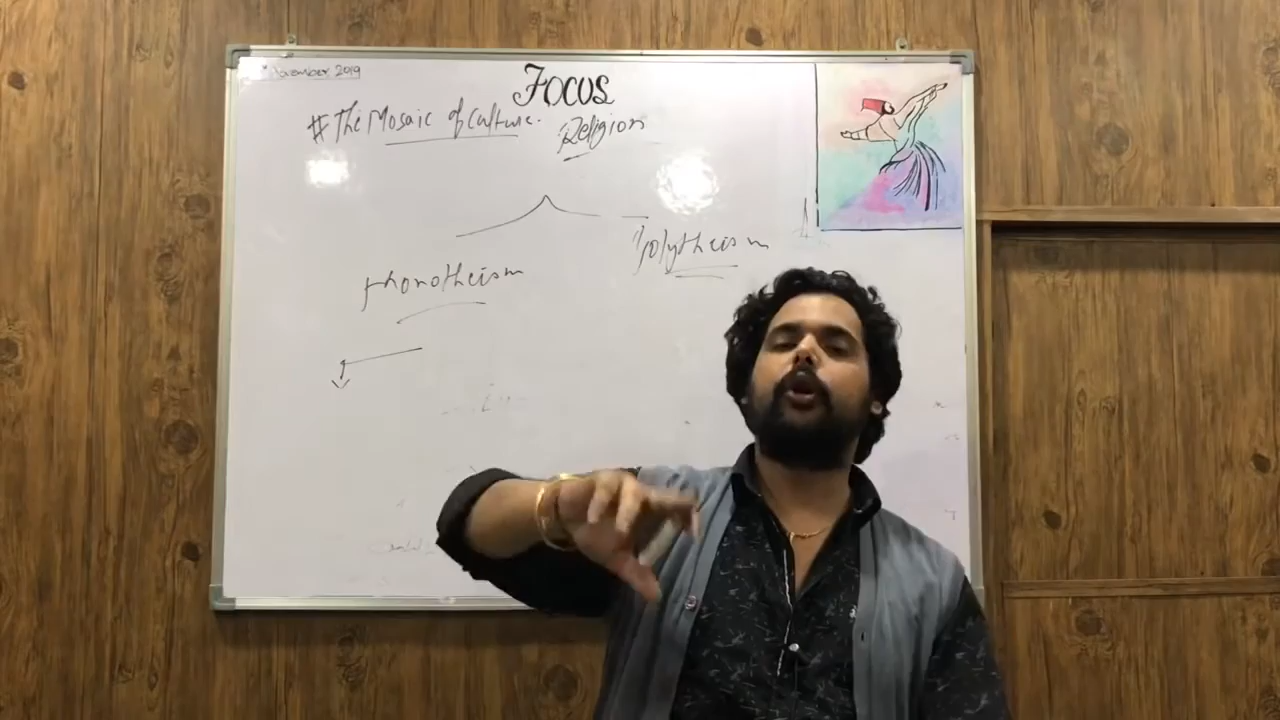 November 2019
FOCUS
#The Mosaic of Culture.
Religion
Monotheism
Polytheism